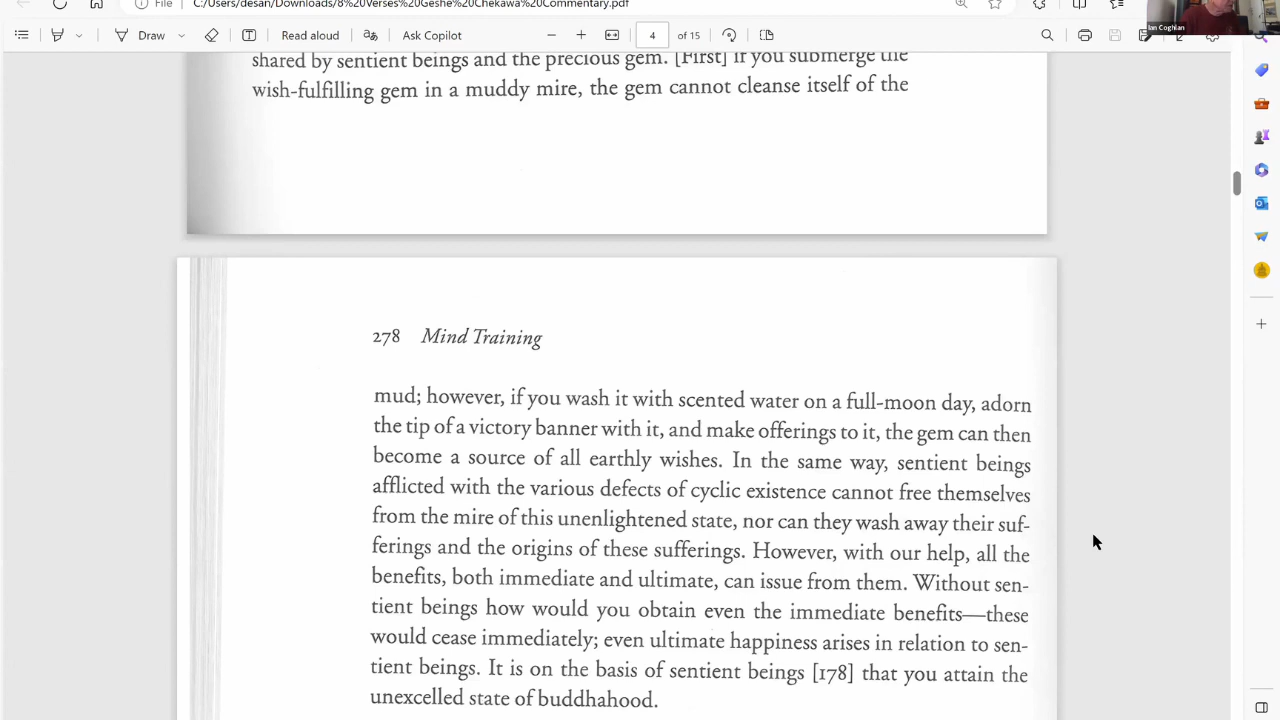 File
C:/Users/desan/Downloads/8%20Verses%20Geshe%20Chekawa%20Commentary.pdf
Ian Coghlan
Draw
Read aloud
Ask Copilot
4
of 15
shared by sentient beings and the precious gem. [First] if you submerge the
wish-fulfilling gem in a muddy mire, the gem cannot cleanse itself of the
278 Mind Training
mud; however, if you wash it with scented water on a full-moon day, adorn
the tip of a victory banner with it, and make offerings to it, the gem can then
become a source of all earthly wishes. In the same way, sentient beings
afflicted with the various defects of cyclic existence cannot free themselves
from the mire of this unenlightened state, nor can they wash away their suf-
ferings and the origins of these sufferings. However, with our help, all the
benefits, both immediate and ultimate, can issue from them. Without sen-
tient beings how would you obtain even the immediate benefits—these
would cease immediately; even ultimate happiness arises in relation to sen-
tient beings. It is on the basis of sentient beings [178] that you attain the
unexcelled state of buddhahood.